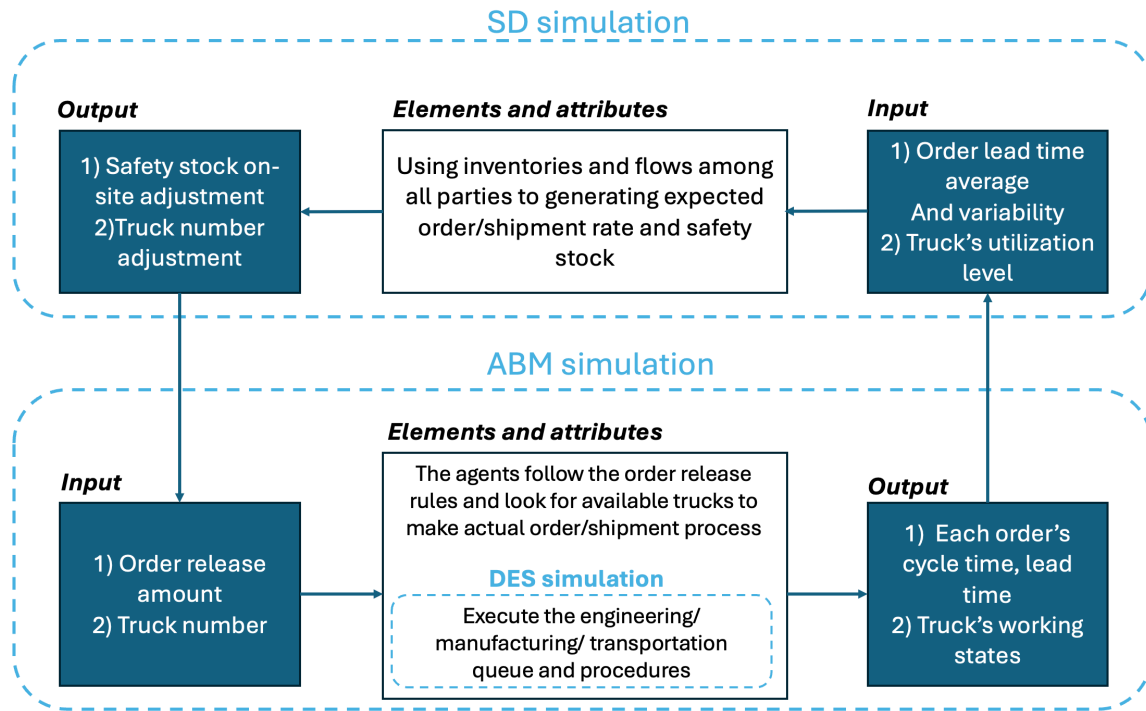 SD simulation
Output
Elements and attributes
Input
1) Safety stock on-
site adjustment
2)Truck number
adjustment
Using inventories and flows among
all parties to generating expected
order/shipment rate and safety
stock
1) Order lead time
average
And variability
2) Truck’s utilization
level
ABM simulation
Elements and attributes
Input
Output
1) Order release
amount
2) Truck number
The agents follow the order release
rules and look for available trucks to
make actual order/shipment process
DES simulation
Execute the engineering/
manufacturing/ transportation
queue and procedures
1) Each order’s
cycle time, lead
time
2) Truck’s working
states